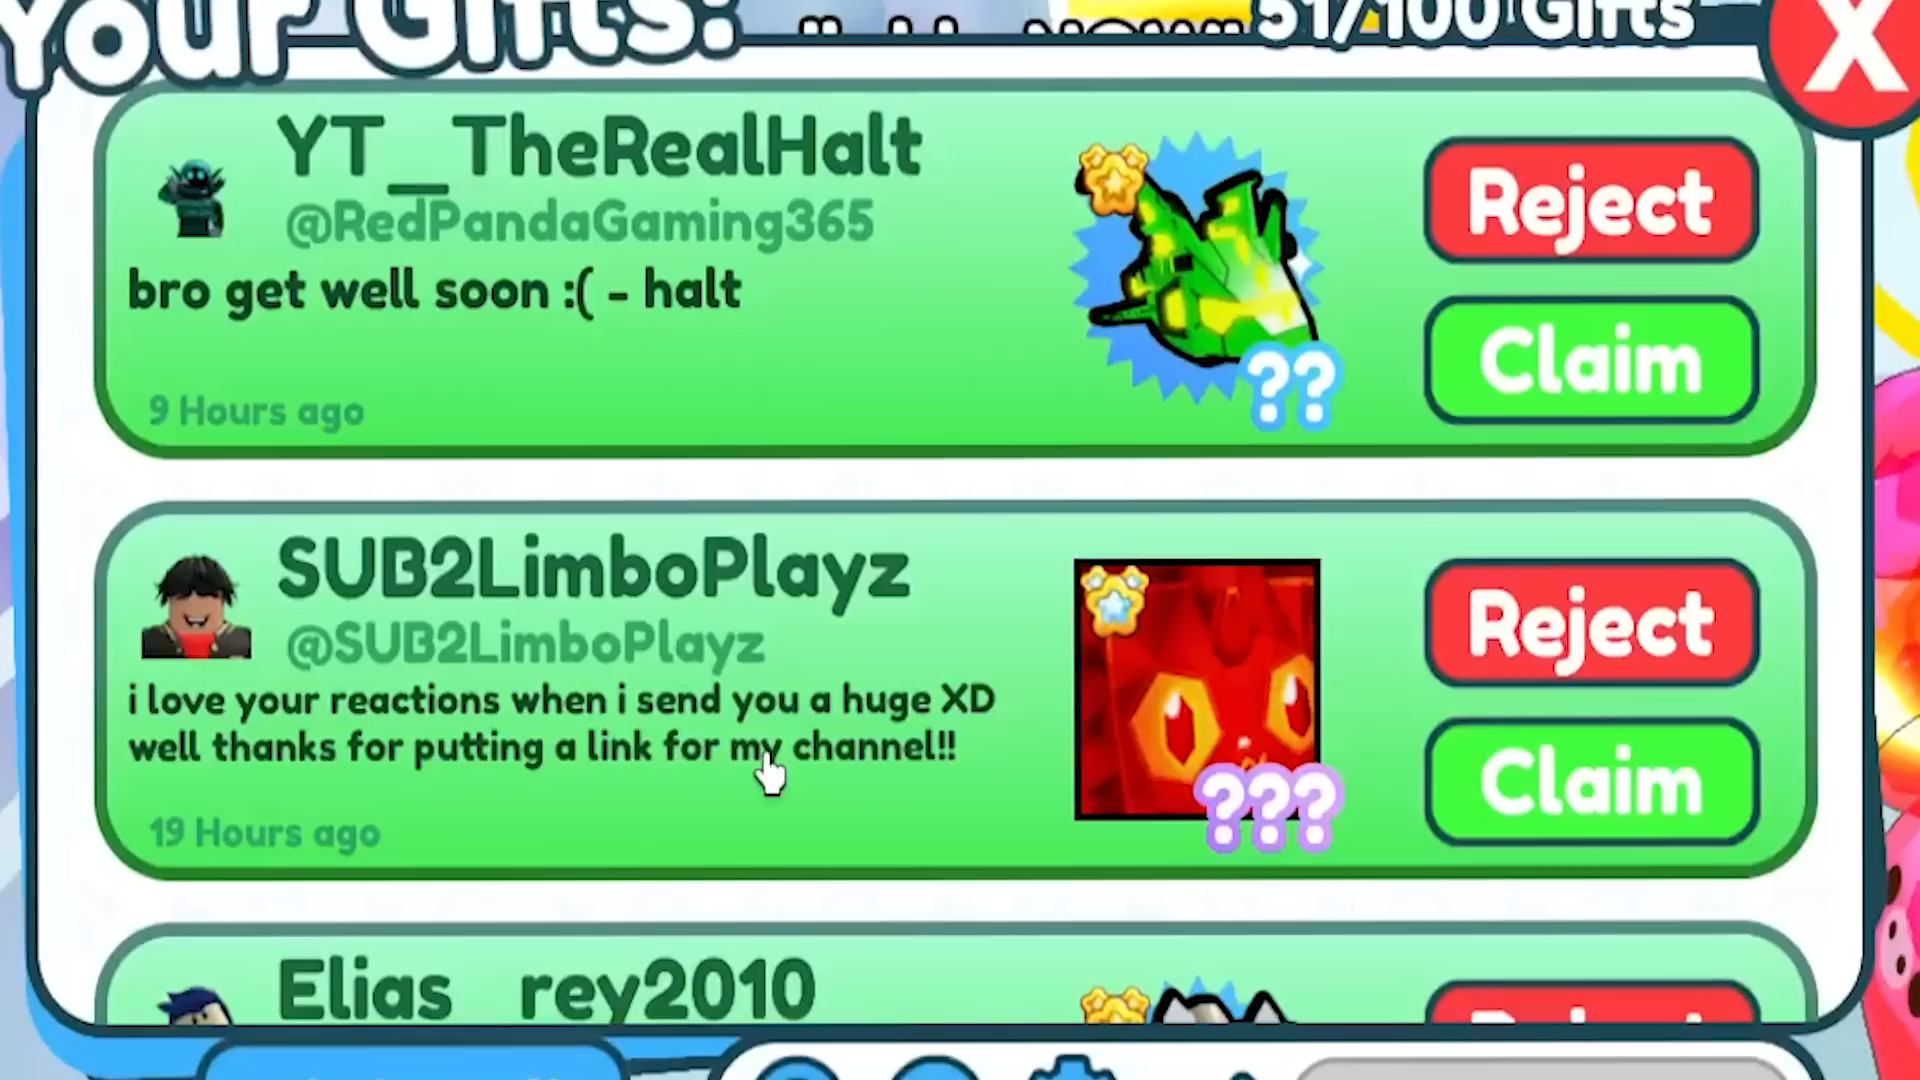 Your Gifts:
51/100 Gifts
X
YT_TheRealHalt
@RedPandaGaming365
bro get well soon :( - halt
9 Hours ago
??
Reject
Claim
SUB2LimboPlayz
@SUB2LimboPlayz
i love your reactions when i send you a huge XD
well thanks for putting a link for my channel!!
19 Hours ago
???
Reject
Claim
Elias_rey2010
Reject